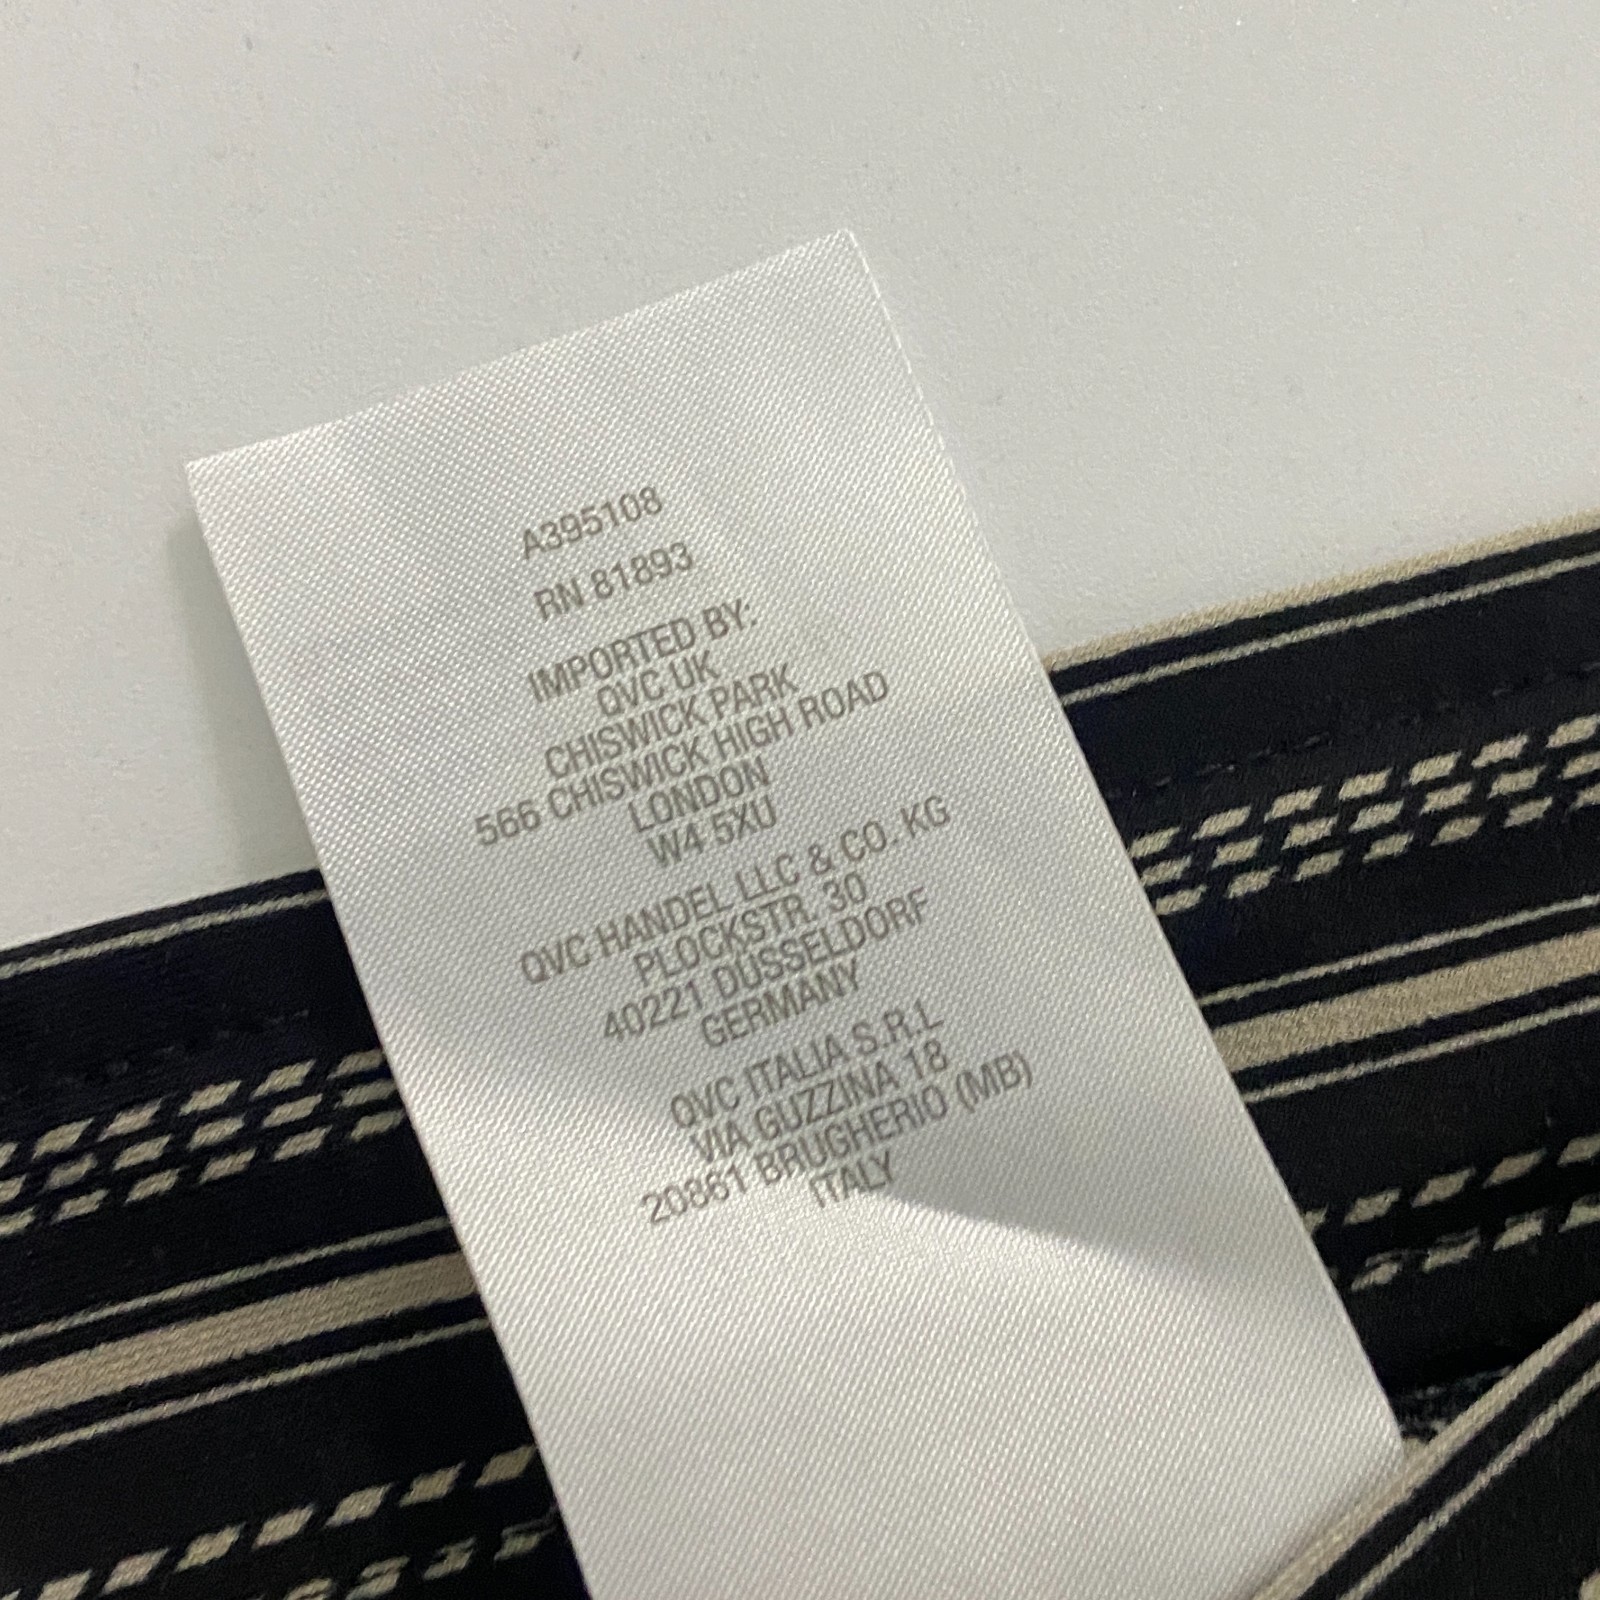 A395108
RN 81893
IMPORTED BY:
QVC UK
CHISWICK PARK
566 CHISWICK HIGH ROAD
LONDON
W4 5XU
QVC HANDEL LLC & CO. KG
PLOCKSTR. 30
40221 DUSSELDORF
GERMANY
QVC ITALIA S.R.L
VIA GUZZINA 18
20861 BRUGHERIO (MB)
ITALY